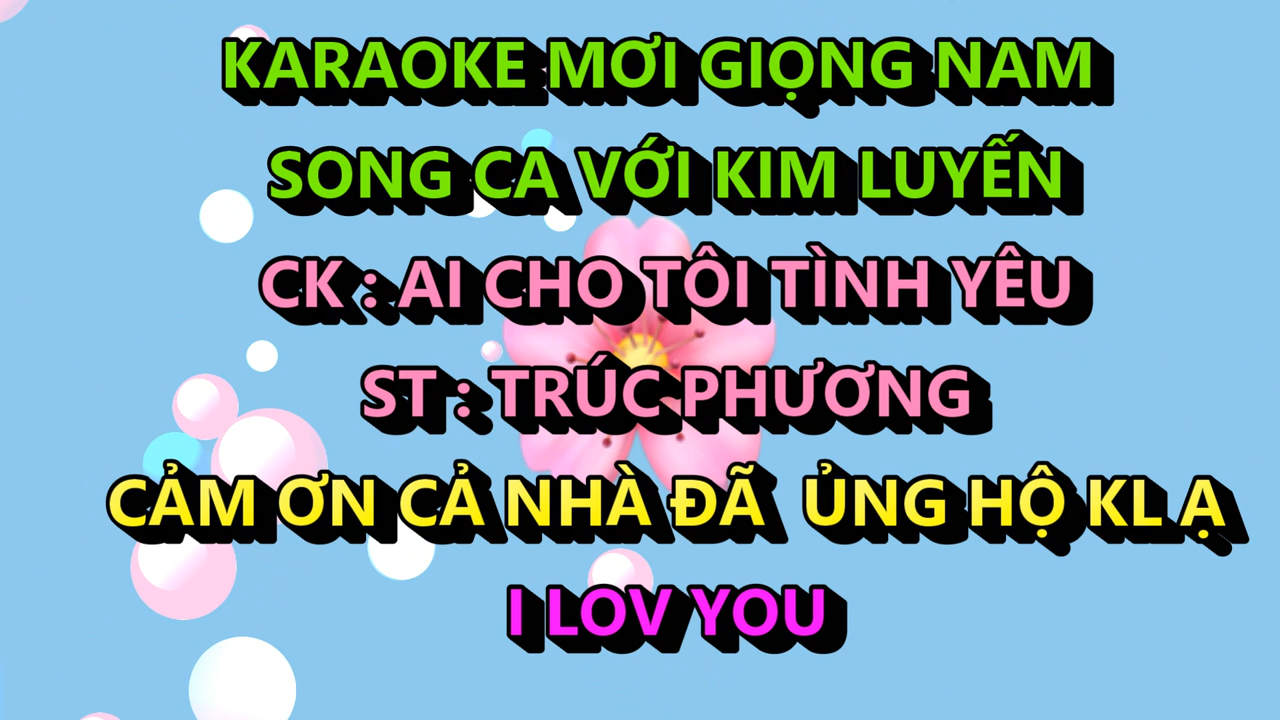 KARAOKE MƠI GIỌNG NAM
SONG CA VỚI KIM LUYẾN
CK : AI CHO TÔI TÌNH YÊU
ST : TRÚC PHƯƠNG
CẢM ƠN CẢ NHÀ ĐÃ ỦNG HỘ KL Ạ
I LOV YOU